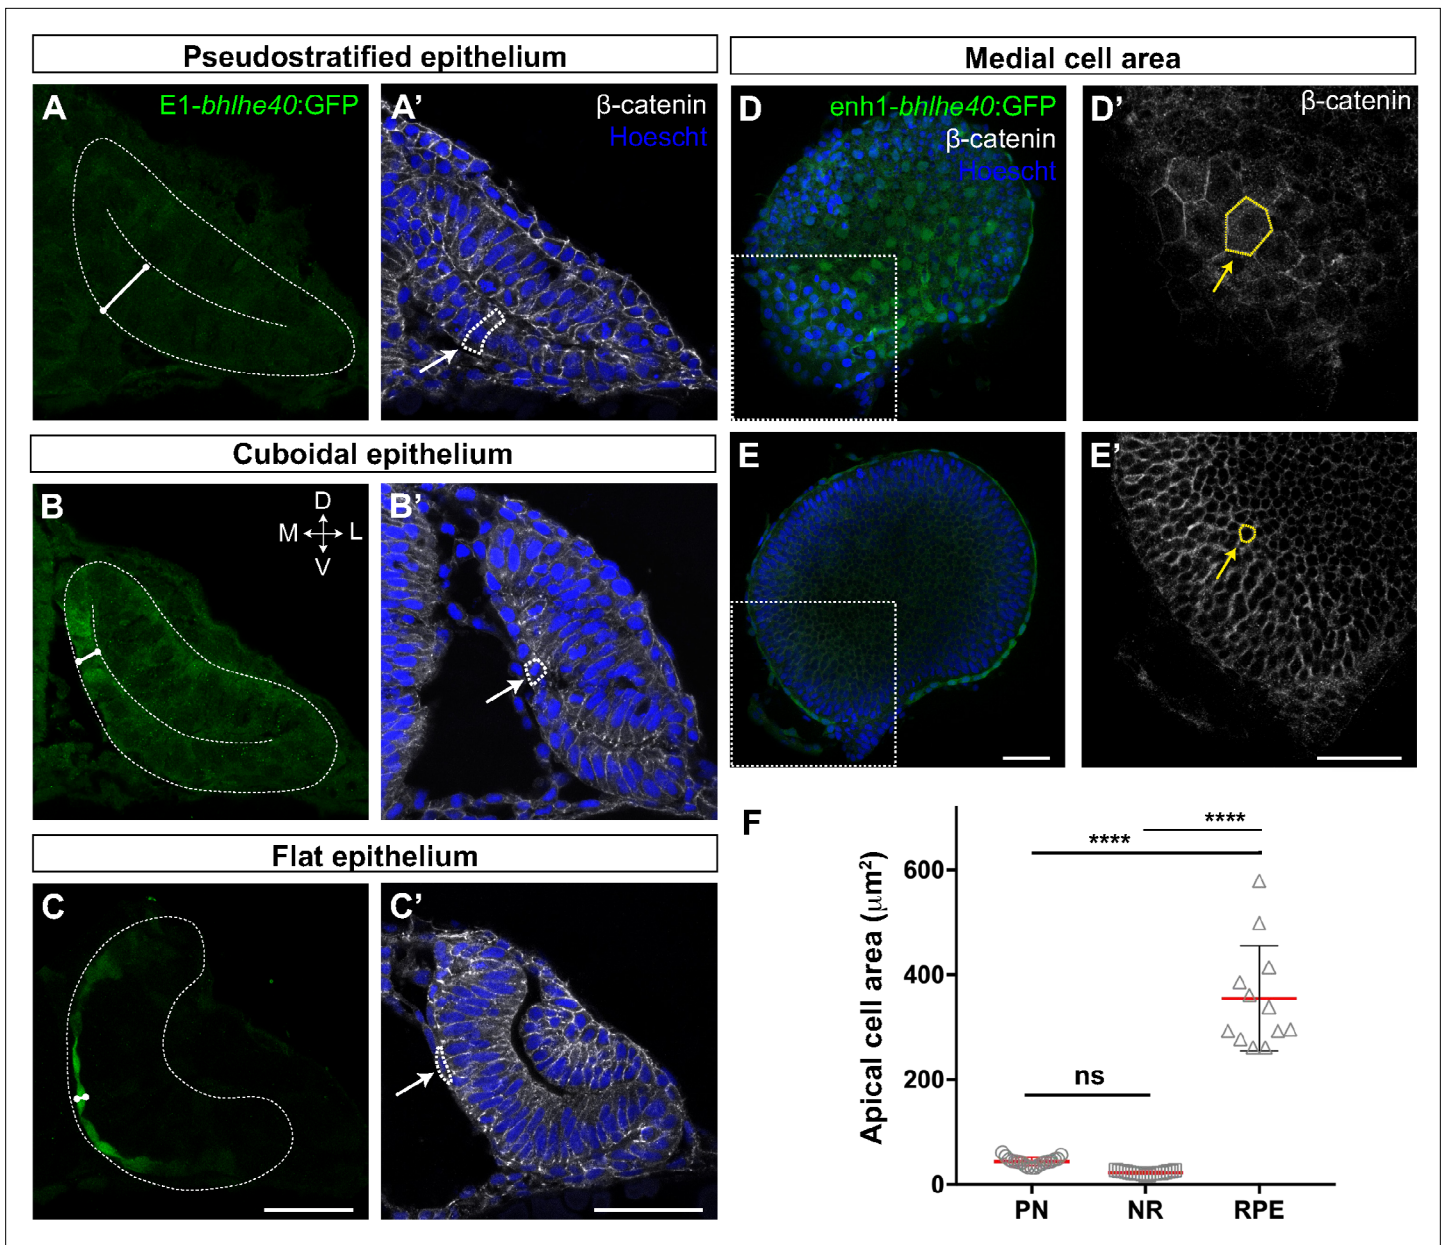 Pseudostratified epithelium
A
E1-bhlhe40:GFP
A'
β-catenin
Hoescht
Cuboidal epithelium
B
D
M
L
V
B'
Flat epithelium
C
C'
Medial cell area
D
enh1-bhlhe40:GFP
β-catenin
Hoescht
D'
β-catenin
E
E'
F
****
****
ns
Apical cell area (μm²)
600
400
200
0
PN
NR
RPE